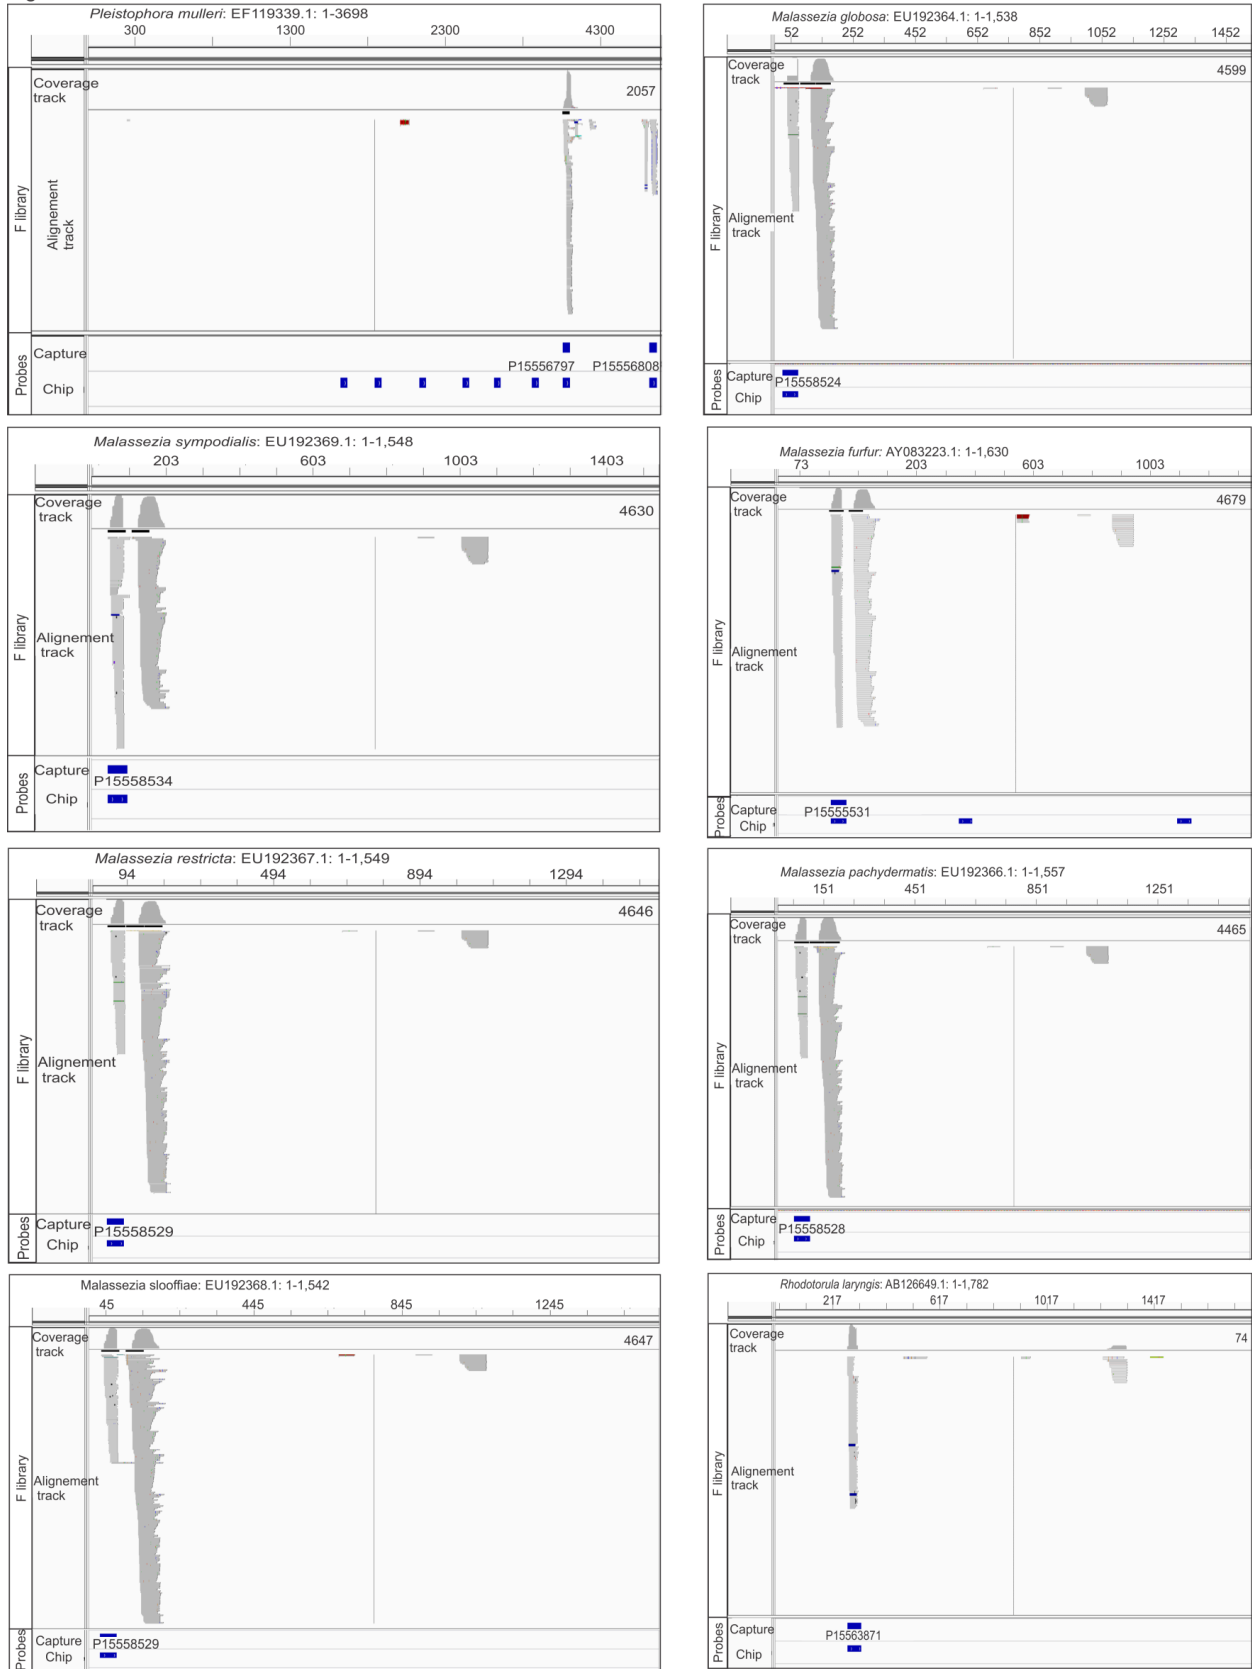 Pleistophora mulleri: EF119339.1: 1-3698
300 1300 2300 4300
F library
Coverage track
2057
Alignement track
Probes
Capture
P15556797 P15556808
Chip
Malassezia globosa: EU192364.1: 1-1,538
52 252 452 652 852 1052 1252 1452
F library
Coverage track
4599
Alignement track
Probes
Capture
P15558524
Chip
Malassezia sympodialis: EU192369.1: 1-1,548
203 603 1003 1403
F library
Coverage track
4630
Alignement track
Probes
Capture
P15558534
Chip
Malassezia furfur: AY083223.1: 1-1,630
73 203 603 1003
F library
Coverage track
4679
Alignement track
Probes
Capture
P15555531
Chip
Malassezia restricta: EU192367.1: 1-1,549
94 494 894 1294
F library
Coverage track
4646
Alignement track
Probes
Capture
P15558529
Chip
Malassezia pachydermatis: EU192366.1: 1-1,557
151 451 851 1251
F library
Coverage track
4465
Alignement track
Probes
Capture
P15558528
Chip
Malassezia slooffiae: EU192368.1: 1-1,542
45 445 845 1245
F library
Coverage track
4647
Alignement track
Probes
Capture
P15558529
Chip
Rhodotorula laryngis: AB126649.1: 1-1,782
217 617 1017 1417
F library
Coverage track
74
Alignement track
Probes
Capture
P15563871
Chip